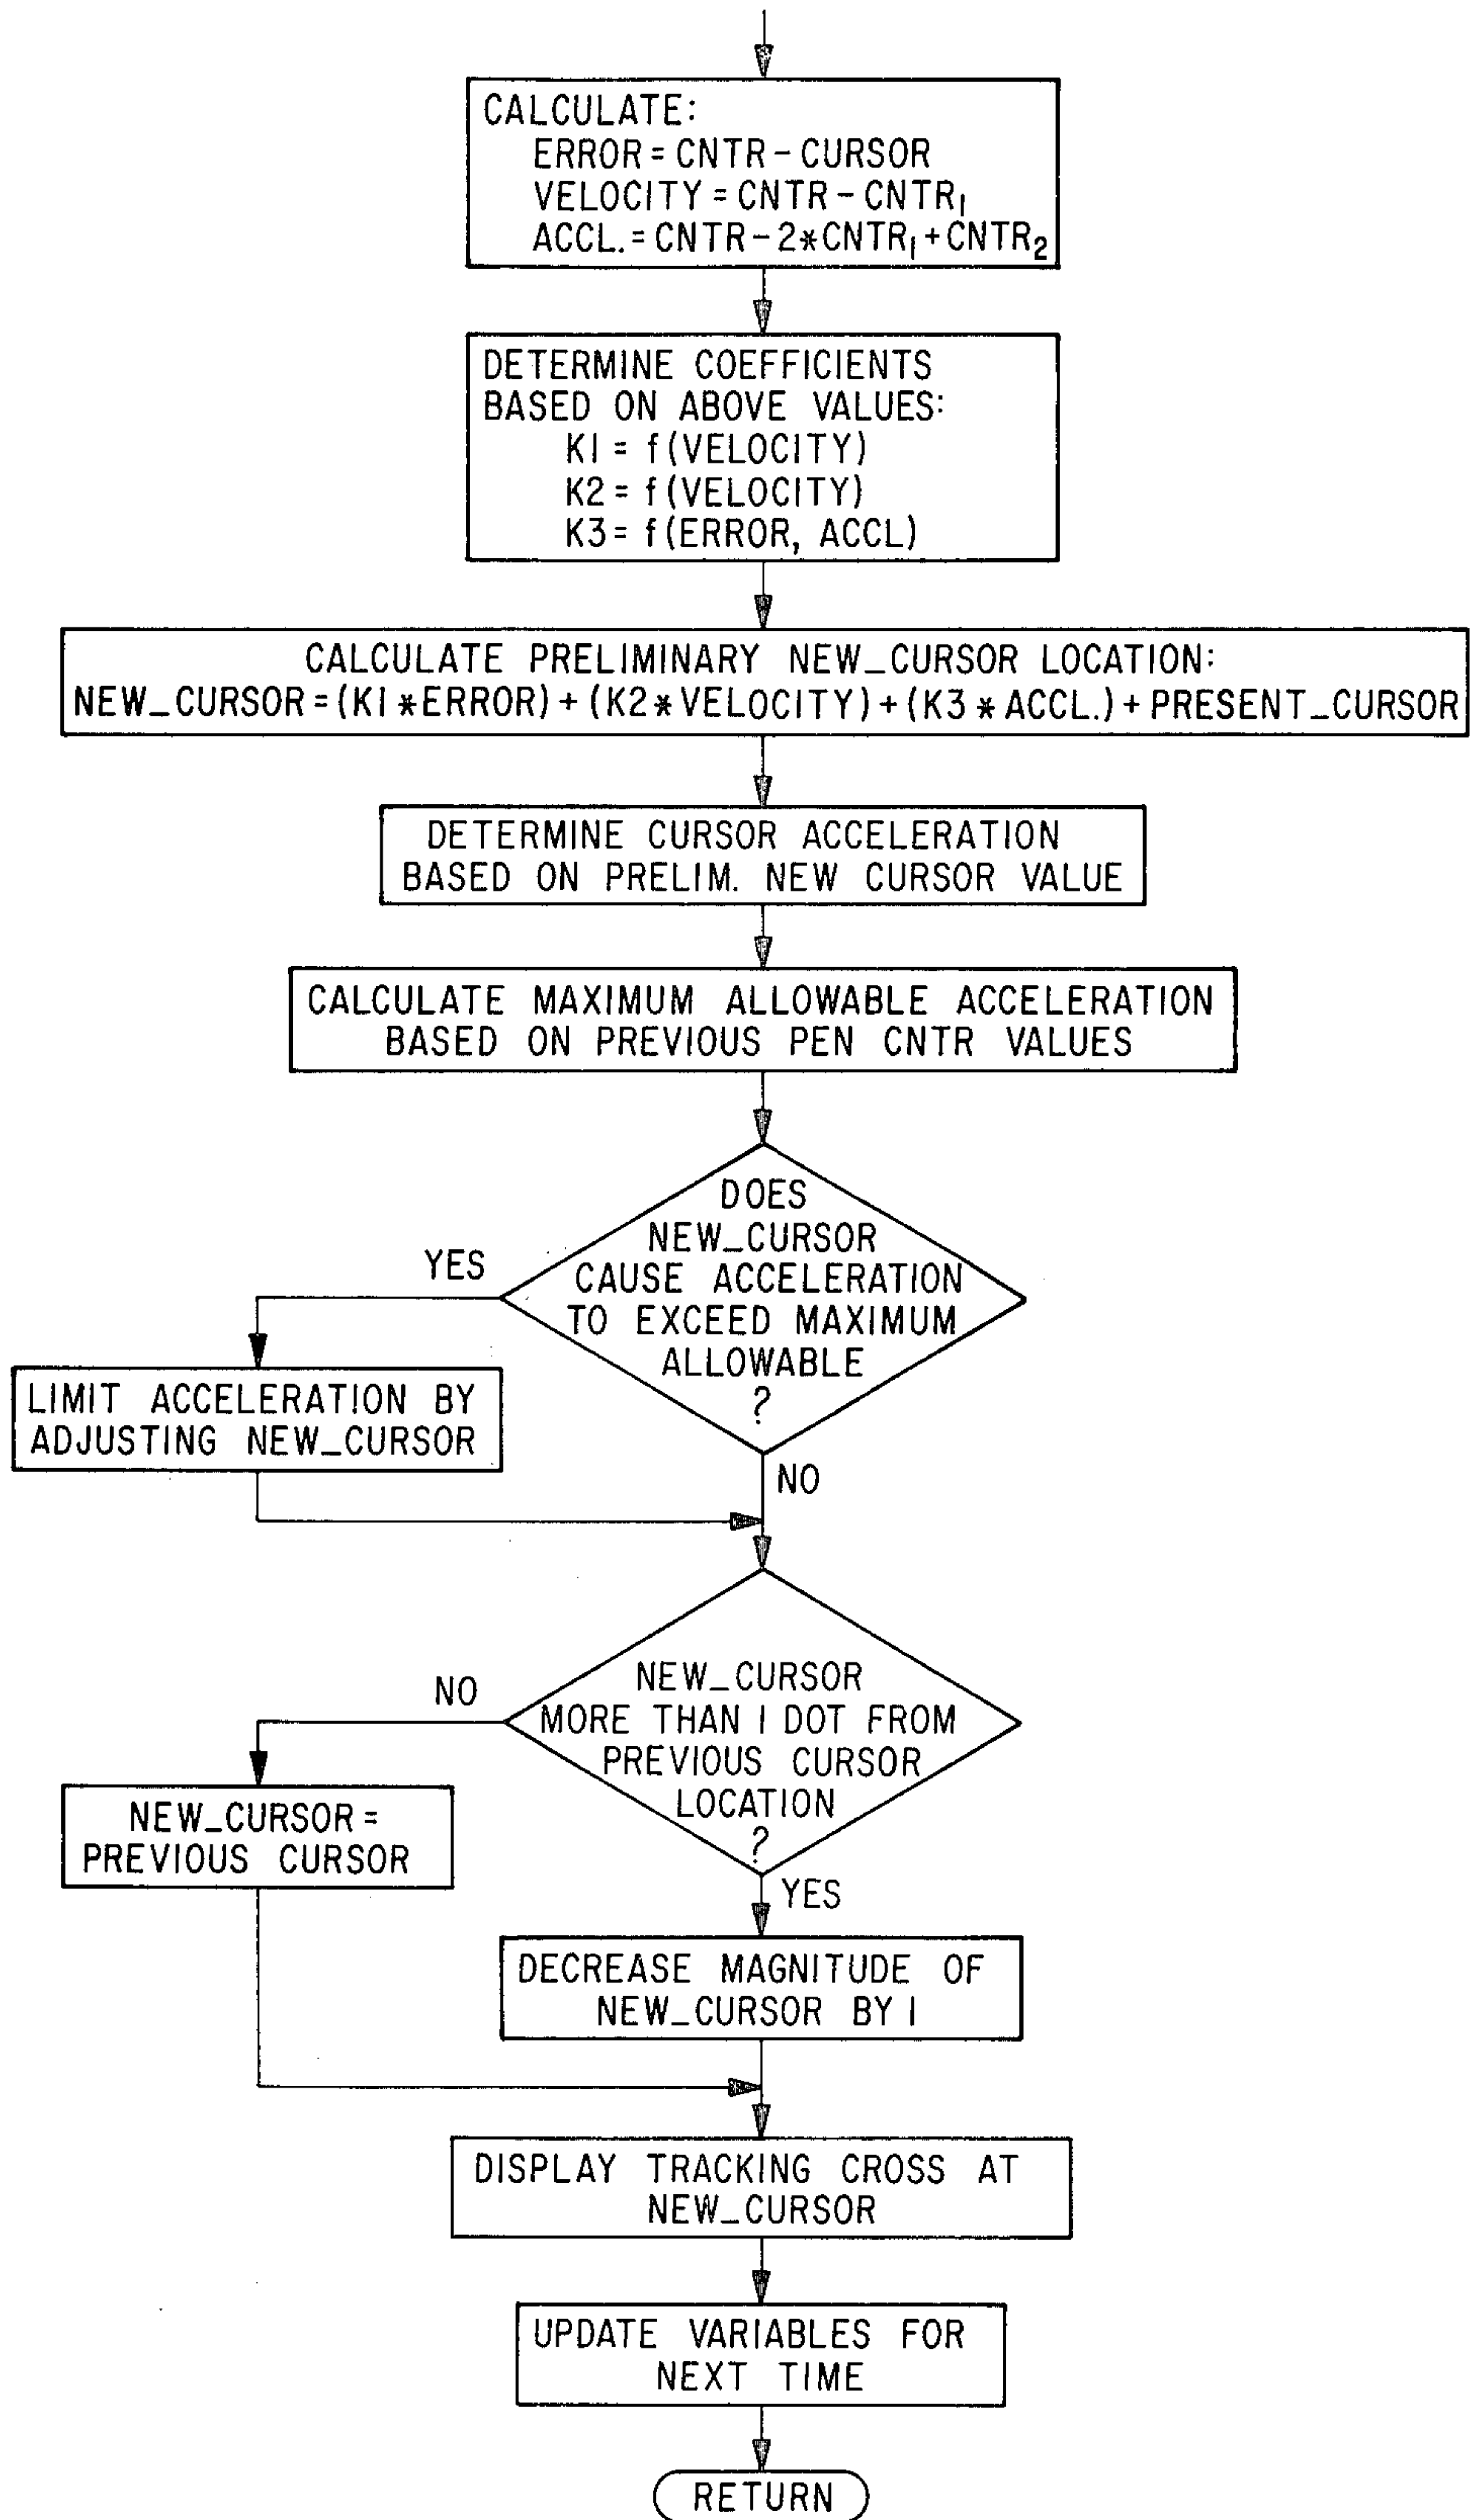 CALCULATE:
ERROR = CNTR - CURSOR
VELOCITY = CNTR - CNTR₁
ACCL. = CNTR - 2*CNTR₁ + CNTR₂
DETERMINE COEFFICIENTS
BASED ON ABOVE VALUES:
K1 = f (VELOCITY)
K2 = f (VELOCITY)
K3 = f (ERROR, ACCL)
CALCULATE PRELIMINARY NEW_CURSOR LOCATION:
NEW_CURSOR = (K1 * ERROR) + (K2 * VELOCITY) + (K3 * ACCL.) + PRESENT_CURSOR
DETERMINE CURSOR ACCELERATION
BASED ON PRELIM. NEW CURSOR VALUE
CALCULATE MAXIMUM ALLOWABLE ACCELERATION
BASED ON PREVIOUS PEN CNTR VALUES
DOES
NEW_CURSOR
CAUSE ACCELERATION
TO EXCEED MAXIMUM
ALLOWABLE
?
YES
LIMIT ACCELERATION BY
ADJUSTING NEW_CURSOR
NO
NEW_CURSOR
MORE THAN 1 DOT FROM
PREVIOUS CURSOR
LOCATION
?
NO
NEW_CURSOR =
PREVIOUS CURSOR
YES
DECREASE MAGNITUDE OF
NEW_CURSOR BY 1
DISPLAY TRACKING CROSS AT
NEW_CURSOR
UPDATE VARIABLES FOR
NEXT TIME
RETURN